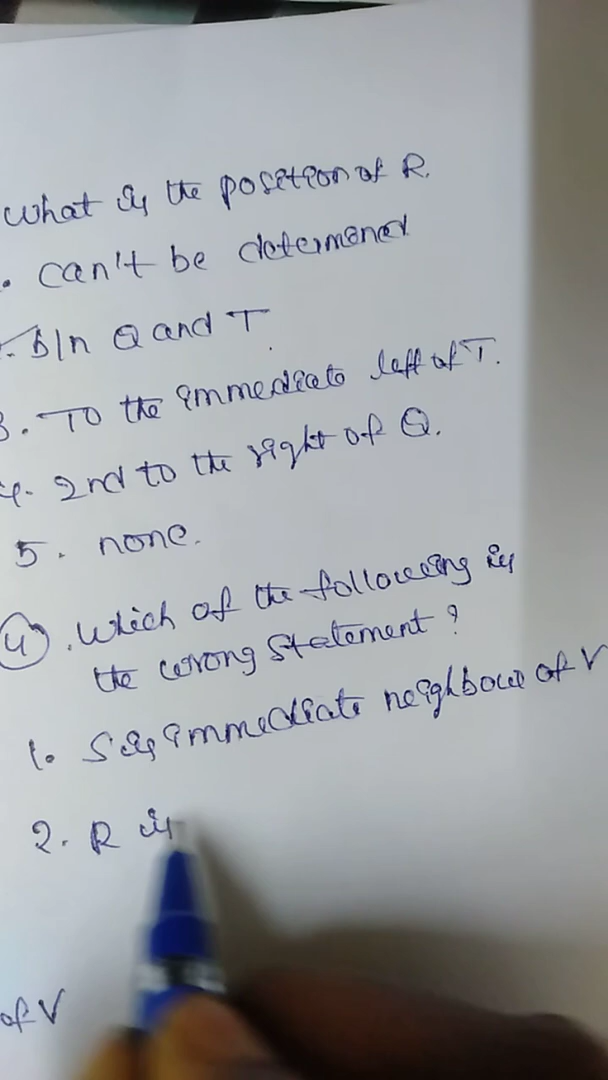 What is the position of R.
. can't be determined
. b/n Q and T
3. To the immediate left of T.
4. 2nd to the right of Q.
5. none.
4). Which of the following is
the wrong statement?
1. S is immediate neighbour of V
2. R is
of V